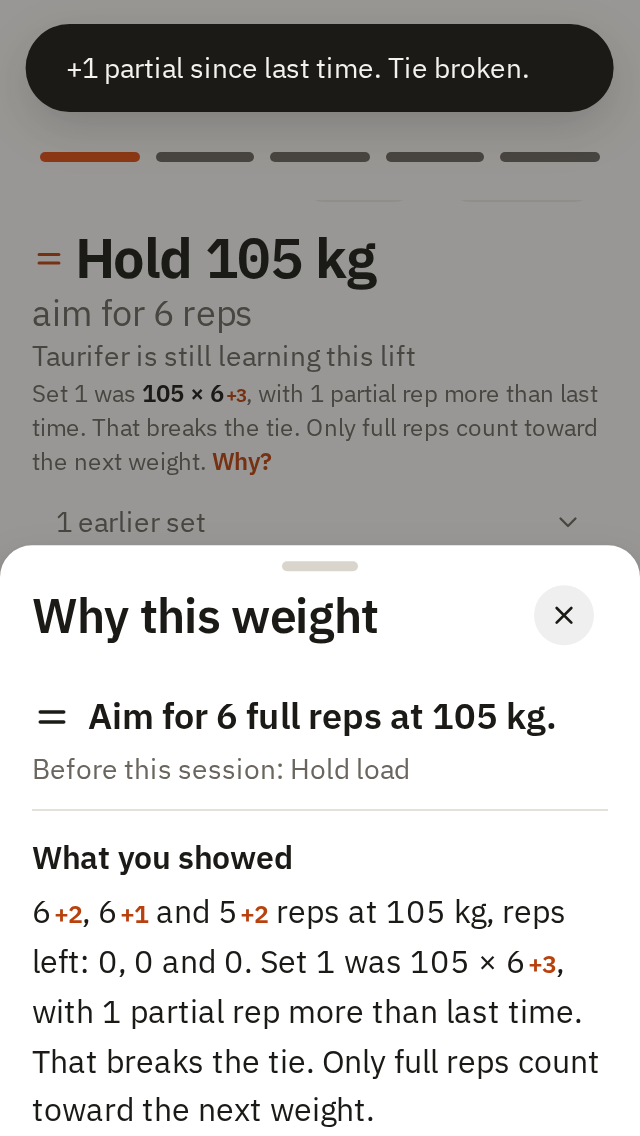 +1 partial since last time. Tie broken.
= Hold 105 kg
aim for 6 reps
Taurifer is still learning this lift
Set 1 was 105 × 6 +3, with 1 partial rep more than last
time. That breaks the tie. Only full reps count toward
the next weight. Why?
1 earlier set
Why this weight
= Aim for 6 full reps at 105 kg.
Before this session: Hold load
What you showed
6 +2, 6 +1 and 5 +2 reps at 105 kg, reps
left: 0, 0 and 0. Set 1 was 105 × 6 +3,
with 1 partial rep more than last time.
That breaks the tie. Only full reps count
toward the next weight.